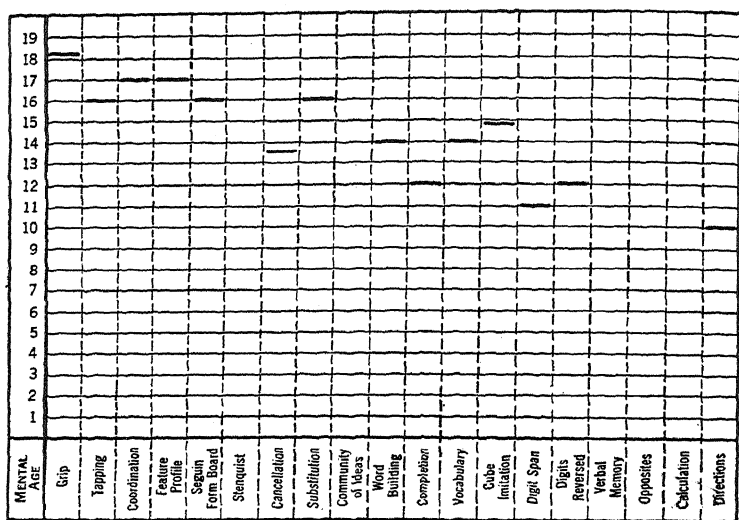 19
18
17
16
15
14
13
12
11
10
9
8
7
6
5
4
3
2
1
MENTAL
AGE
Grip
Tapping
Coordination
Feature
Profile
Seguin
Form Board
Stenquist
Cancellation
Substitution
Community
of Ideas
Word
Building
Completion
Vocabulary
Cube
Imitation
Digit Span
Digits
Reversed
Verbal
Memory
Opposites
Calculation
Directions